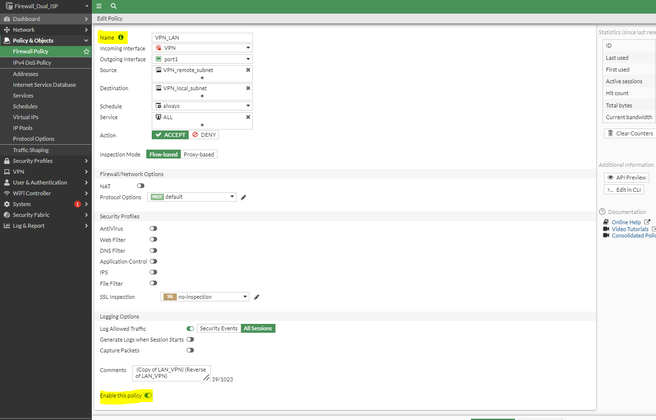 Firewall_Dual_ISP
Dashboard
Network
Policy & Objects
Firewall Policy
IPv4 DoS Policy
Addresses
Internet Service Database
Services
Schedules
Virtual IPs
IP Pools
Protocol Options
Traffic Shaping
Security Profiles
VPN
User & Authentication
WiFi Controller
System
1
Security Fabric
Log & Report
Edit Policy
Name
VPN_LAN
Incoming Interface
VPN
Outgoing Interface
port1
Source
VPN_remote_subnet
+
Destination
VPN_local_subnet
+
Schedule
always
Service
ALL
+
Action
ACCEPT
DENY
Inspection Mode
Flow-based
Proxy-based
Firewall/Network Options
NAT
Protocol Options
default
Security Profiles
AntiVirus
Web Filter
DNS Filter
Application Control
IPS
File Filter
SSL Inspection
no-inspection
Logging Options
Log Allowed Traffic
Security Events
All Sessions
Generate Logs when Session Starts
Capture Packets
Comments
(Copy of LAN_VPN) (Reverse
of LAN_VPN)
39/1023
Enable this policy
Statistics (since last
ID
Last used
First used
Active sessions
Hit count
Total bytes
Current bandwidth
Clear Counters
Additional Information
API Preview
Edit in CLI
Documentation
Online Help
Video Tutorials
Consolidated